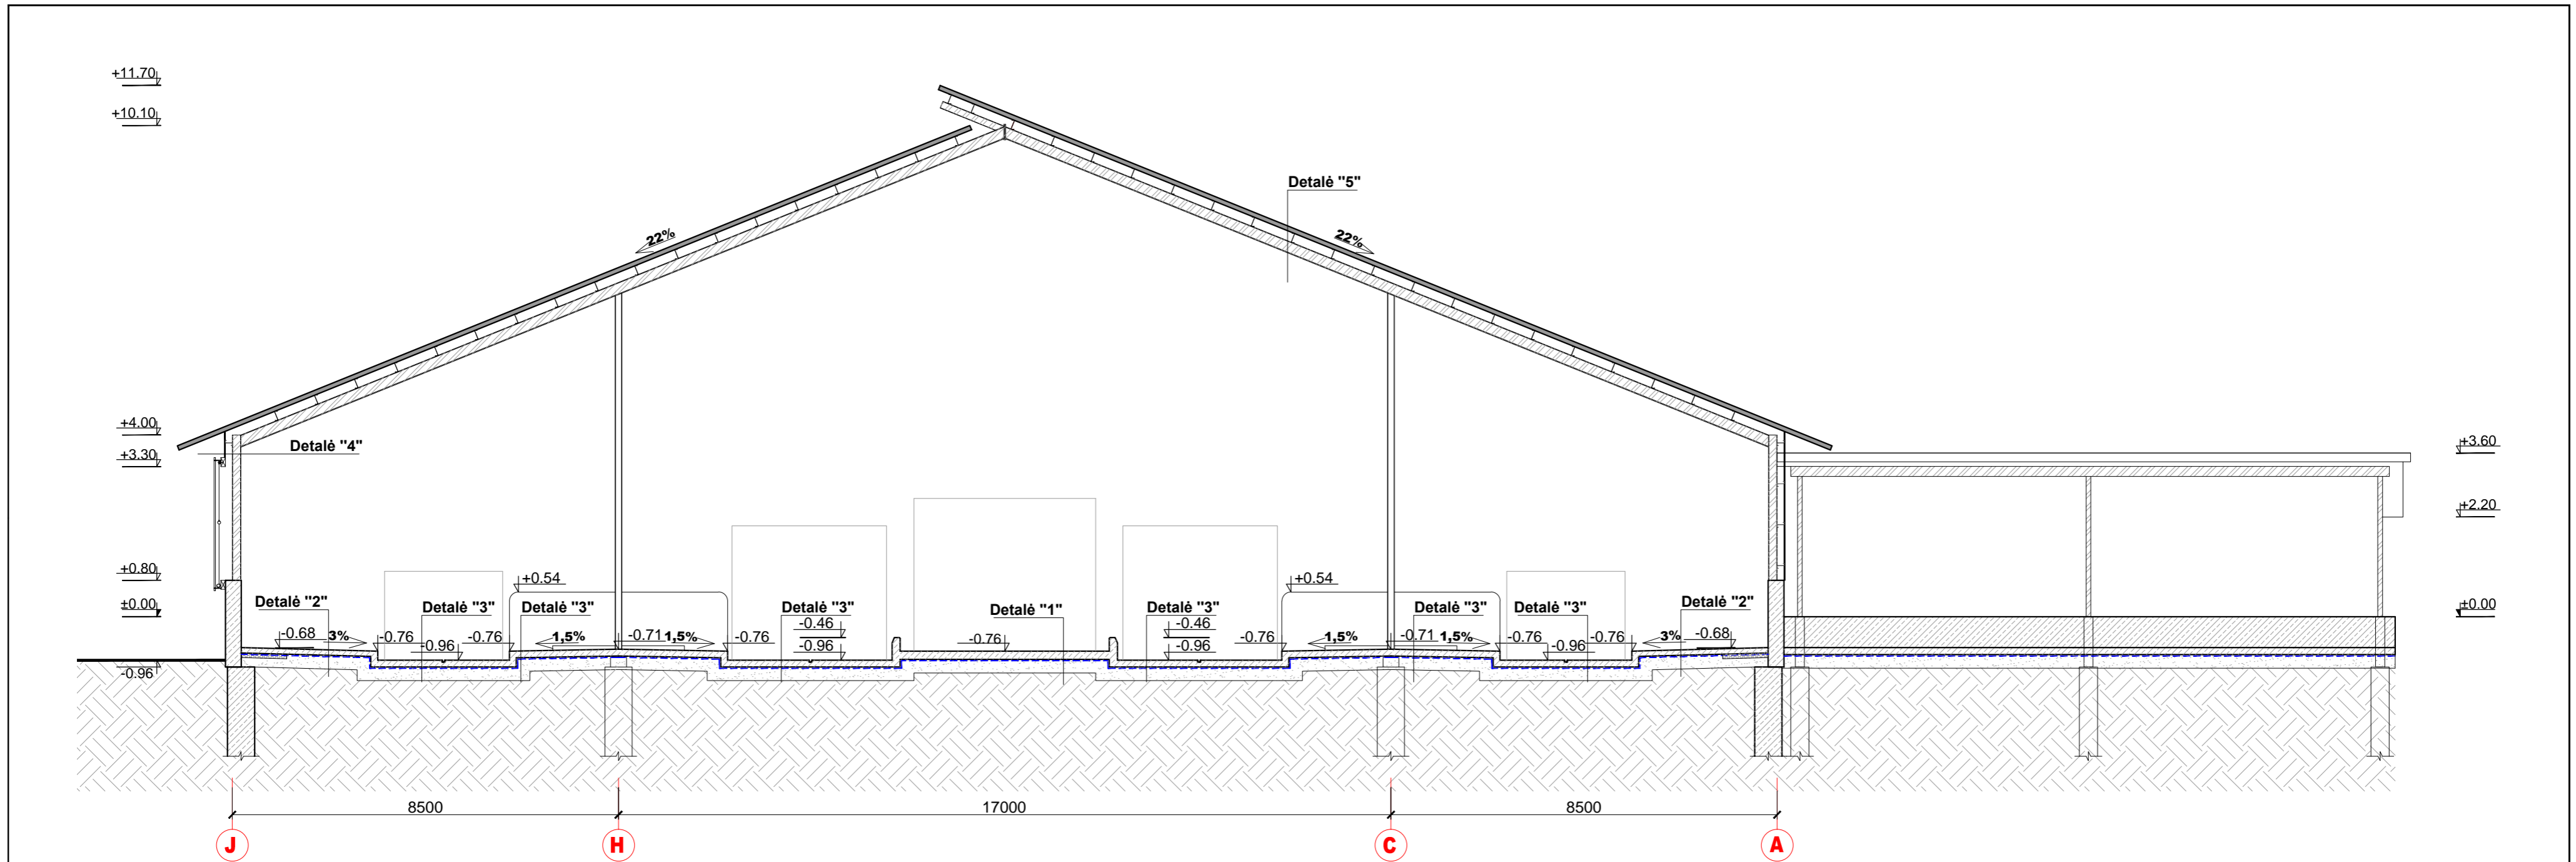 +11.70
+10.10
Detalė "5"
22%
22%
+4.00
Detalė "4"
+3.30
+3.60
+2.20
+0.80
+0.54
+0.54
±0.00
Detalė "2"
Detalė "3"
Detalė "3"
Detalė "3"
Detalė "1"
Detalė "3"
Detalė "3"
Detalė "3"
Detalė "2"
±0.00
-0.46
-0.46
-0.68
3%
-0.76
-0.96
-0.76
1,5%
-0.71
1,5%
-0.76
-0.96
-0.76
-0.96
-0.76
1,5%
-0.71
1,5%
-0.76
-0.96
-0.76
3%
-0.68
-0.96
8500
17000
8500
J
H
C
A